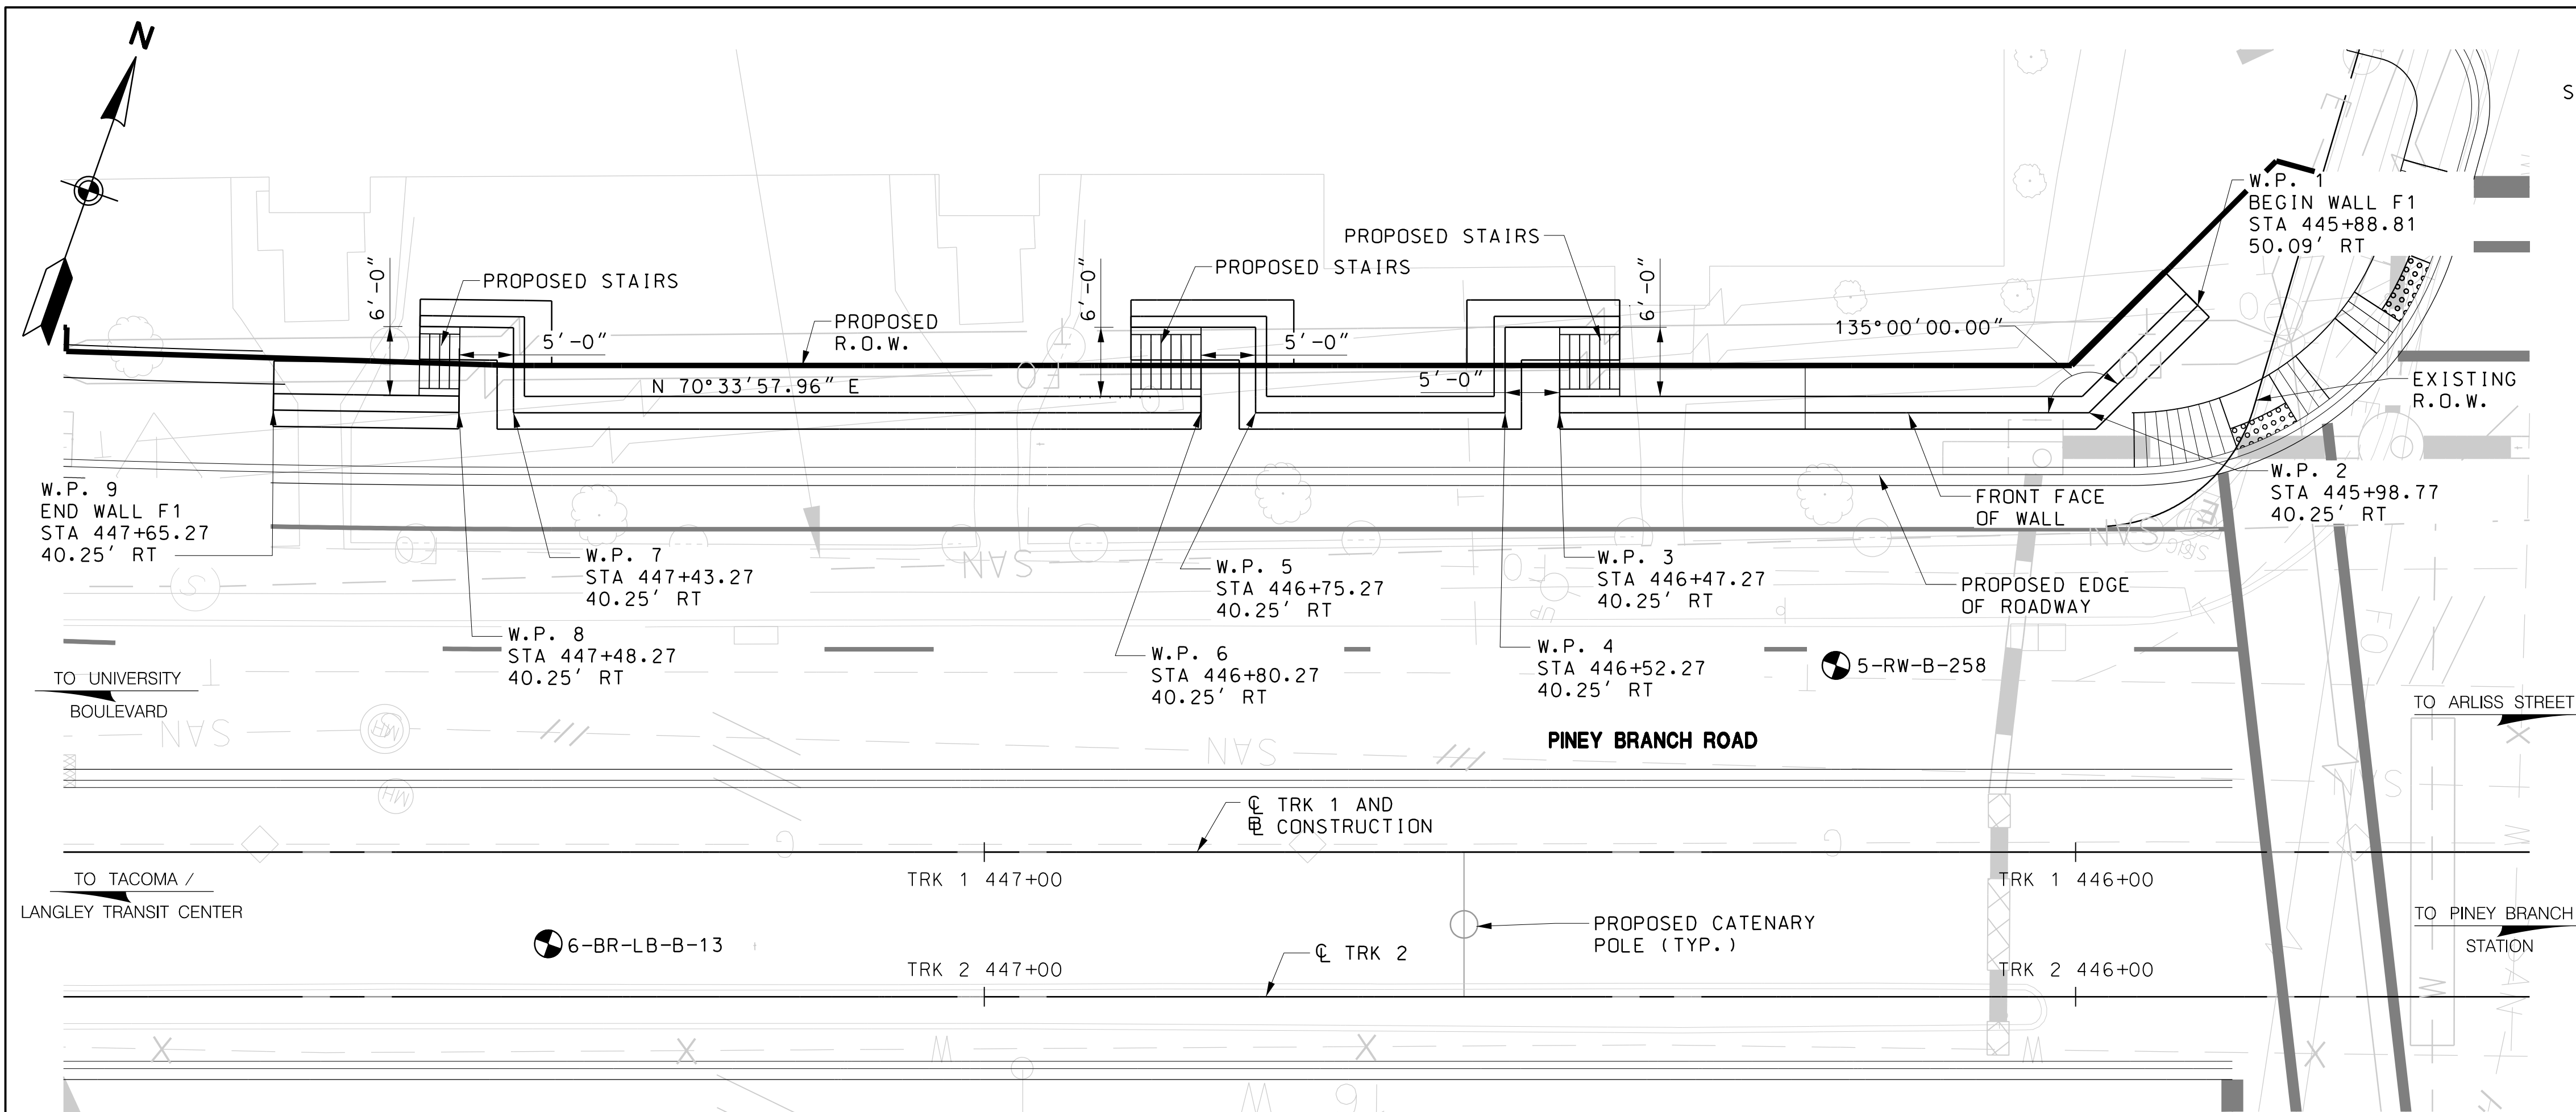 N
S
W.P. 1
BEGIN WALL F1
STA 445+88.81
50.09' RT
PROPOSED STAIRS
PROPOSED STAIRS
PROPOSED STAIRS
6'-0"
6'-0"
6'-0"
5'-0"
5'-0"
5'-0"
PROPOSED
R.O.W.
135°00'00.00"
N 70°33'57.96" E
EXISTING
R.O.W.
W.P. 9
END WALL F1
STA 447+65.27
40.25' RT
W.P. 7
STA 447+43.27
40.25' RT
W.P. 5
STA 446+75.27
40.25' RT
W.P. 3
STA 446+47.27
40.25' RT
FRONT FACE
OF WALL
W.P. 2
STA 445+98.77
40.25' RT
PROPOSED EDGE
OF ROADWAY
W.P. 8
STA 447+48.27
40.25' RT
W.P. 6
STA 446+80.27
40.25' RT
W.P. 4
STA 446+52.27
40.25' RT
5-RW-B-258
TO UNIVERSITY
BOULEVARD
TO ARLISS STREET
PINEY BRANCH ROAD
SAN
SAN
SAN
SAN
SAN
MH
MH
℄ TRK 1 AND
BL CONSTRUCTION
TRK 1 447+00
TRK 1 446+00
TO TACOMA /
LANGLEY TRANSIT CENTER
PROPOSED CATENARY
POLE (TYP.)
TO PINEY BRANCH
STATION
6-BR-LB-B-13
℄ TRK 2
TRK 2 447+00
TRK 2 446+00